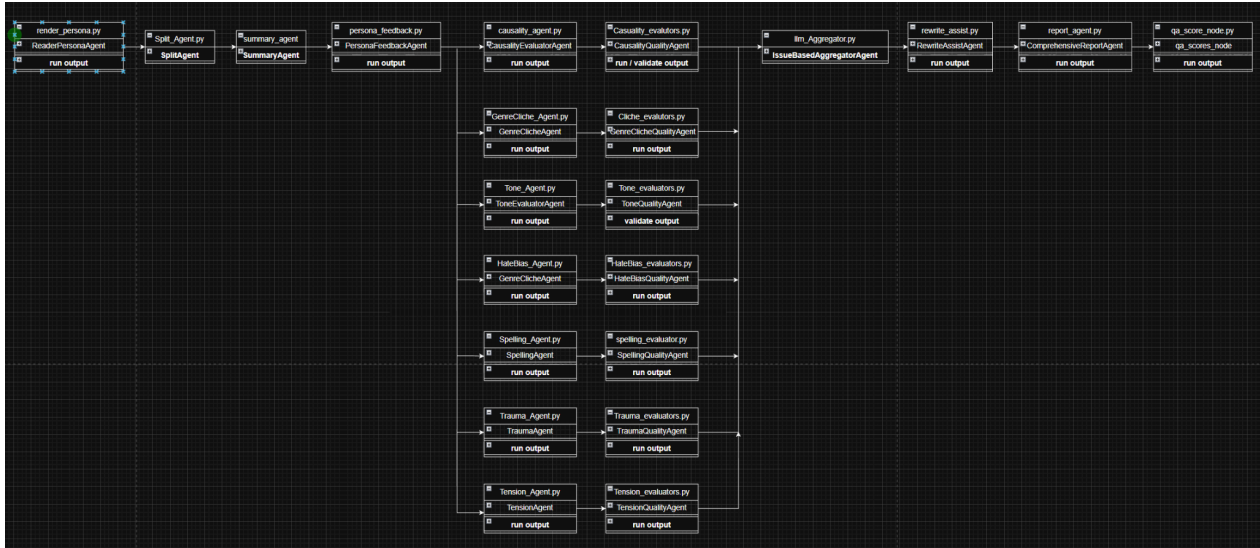 render_persona.py
ReaderPersonaAgent
run output
Split_Agent.py
SplitAgent
summary_agent
SummaryAgent
persona_feedback.py
PersonaFeedbackAgent
run output
causality_agent.py
CausalityEvaluatorAgent
run output
Casuality_evalutors.py
CausalityQualityAgent
run / validate output
llm_Aggregator.py
IssueBasedAggregatorAgent
rewrite_assist.py
RewriteAssistAgent
run output
report_agent.py
ComprehensiveReportAgent
run output
qa_score_node.py
qa_scores_node
run output
GenreCliche_Agent.py
GenreClicheAgent
run output
Cliche_evalutors.py
GenreClicheQualityAgent
run output
Tone_Agent.py
ToneEvaluatorAgent
run output
Tone_evaluators.py
ToneQualityAgent
validate output
HateBias_Agent.py
GenreClicheAgent
run output
HateBias_evaluators.py
HateBiasQualityAgent
run output
Spelling_Agent.py
SpellingAgent
run output
spelling_evaluator.py
SpellingQualityAgent
run output
Trauma_Agent.py
TraumaAgent
run output
Trauma_evaluators.py
TraumaQualityAgent
run output
Tension_Agent.py
TensionAgent
run output
Tension_evaluators.py
TensionQualityAgent
run output